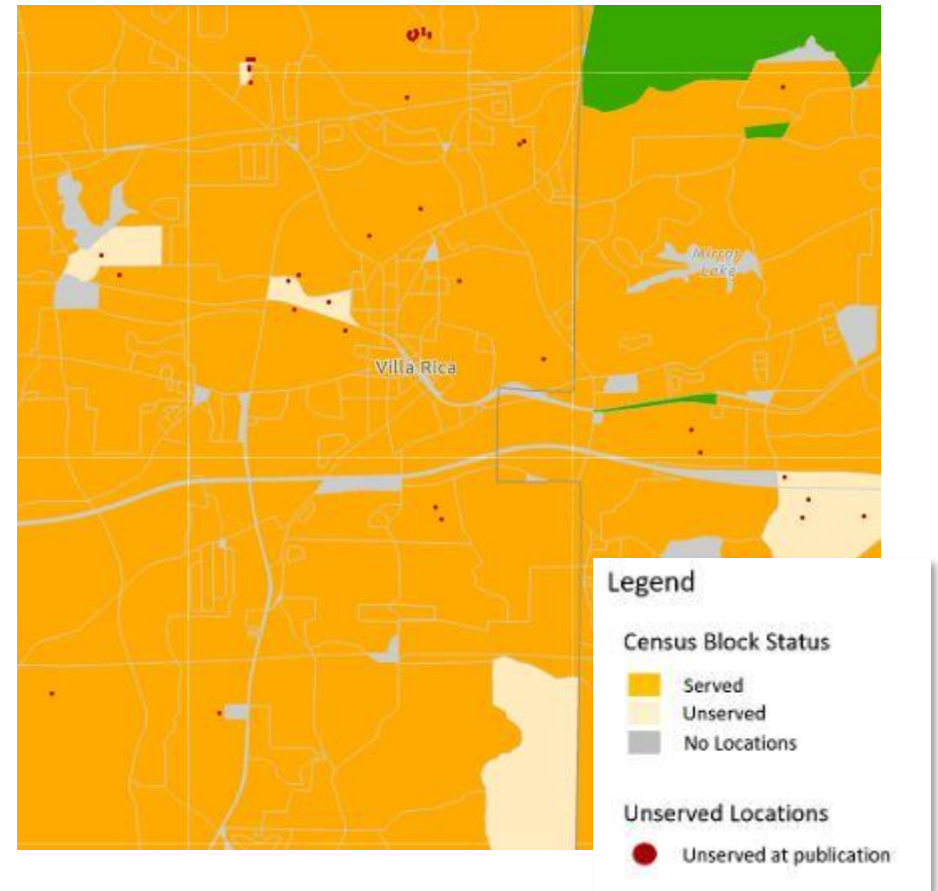 Mirror
Lake
Villa Rica
Legend
Census Block Status
Served
Unserved
No Locations
Unserved Locations
Unserved at publication